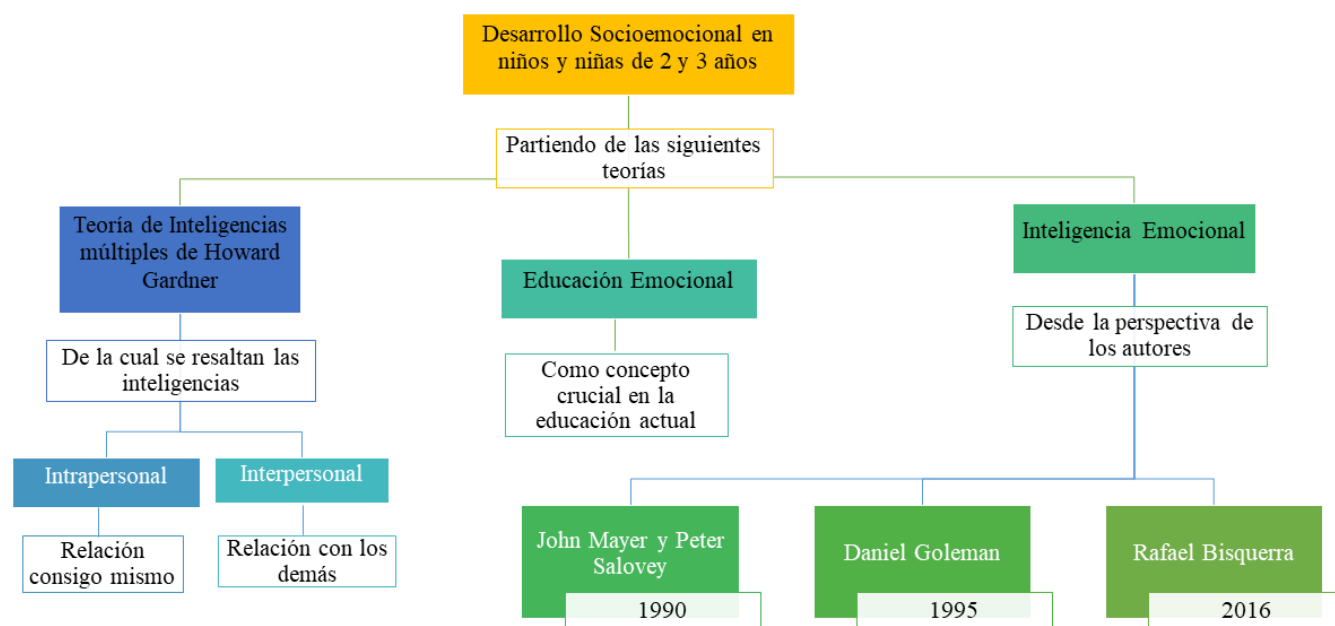 Desarrollo Socioemocional en
niños y niñas de 2 y 3 años
Partiendo de las siguientes
teorías
Teoría de Inteligencias
múltiples de Howard
Gardner
De la cual se resaltan las
inteligencias
Intrapersonal
Relación
consigo mismo
Interpersonal
Relación con los
demás
Educación Emocional
Como concepto
crucial en la
educación actual
Inteligencia Emocional
Desde la perspectiva de
los autores
John Mayer y Peter
Salovey
1990
Daniel Goleman
1995
Rafael Bisquerra
2016